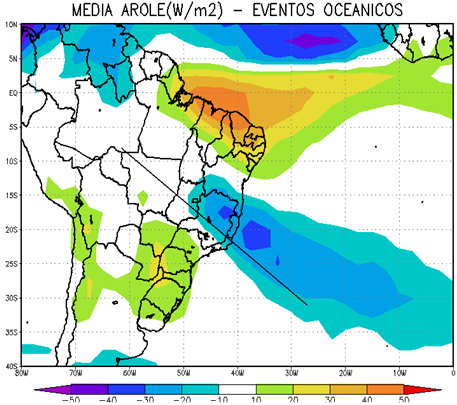 MEDIA AROLE(W/m2) - EVENTOS OCEANICOS
10N
5N
EQ
5S
10S
15S
20S
25S
30S
35S
40S
80W 70W 60W 50W 40W 30W 20W 10W 0
-50 -40 -30 -20 -10 10 20 30 40 50